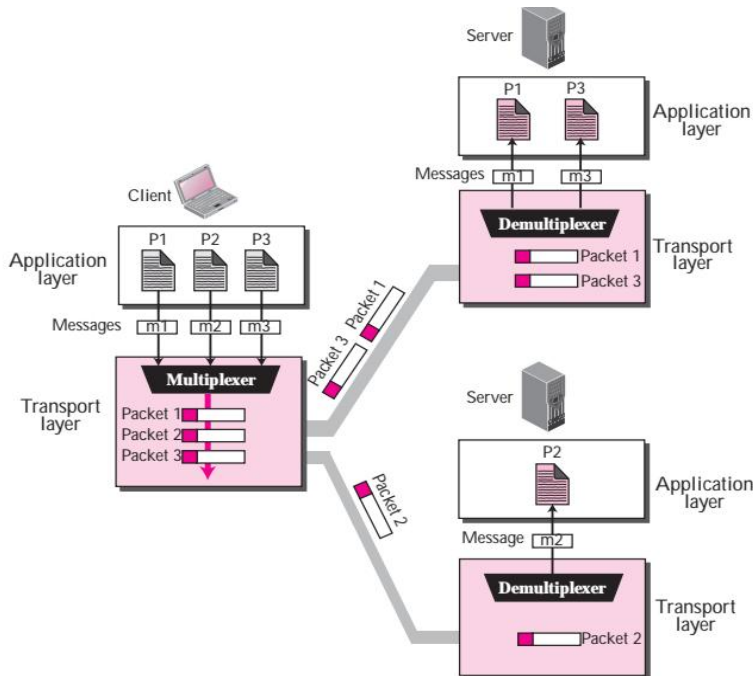 Server
P1 P3
Application
layer
Messages m1 m3
Demultiplexer
Packet 1
Packet 3
Transport
layer
Client
P1 P2 P3
Application
layer
Messages m1 m2 m3
Multiplexer
Packet 1
Packet 2
Packet 3
Transport
layer
Packet 1
Packet 3
Packet 2
Server
P2
Application
layer
Message m2
Demultiplexer
Packet 2
Transport
layer